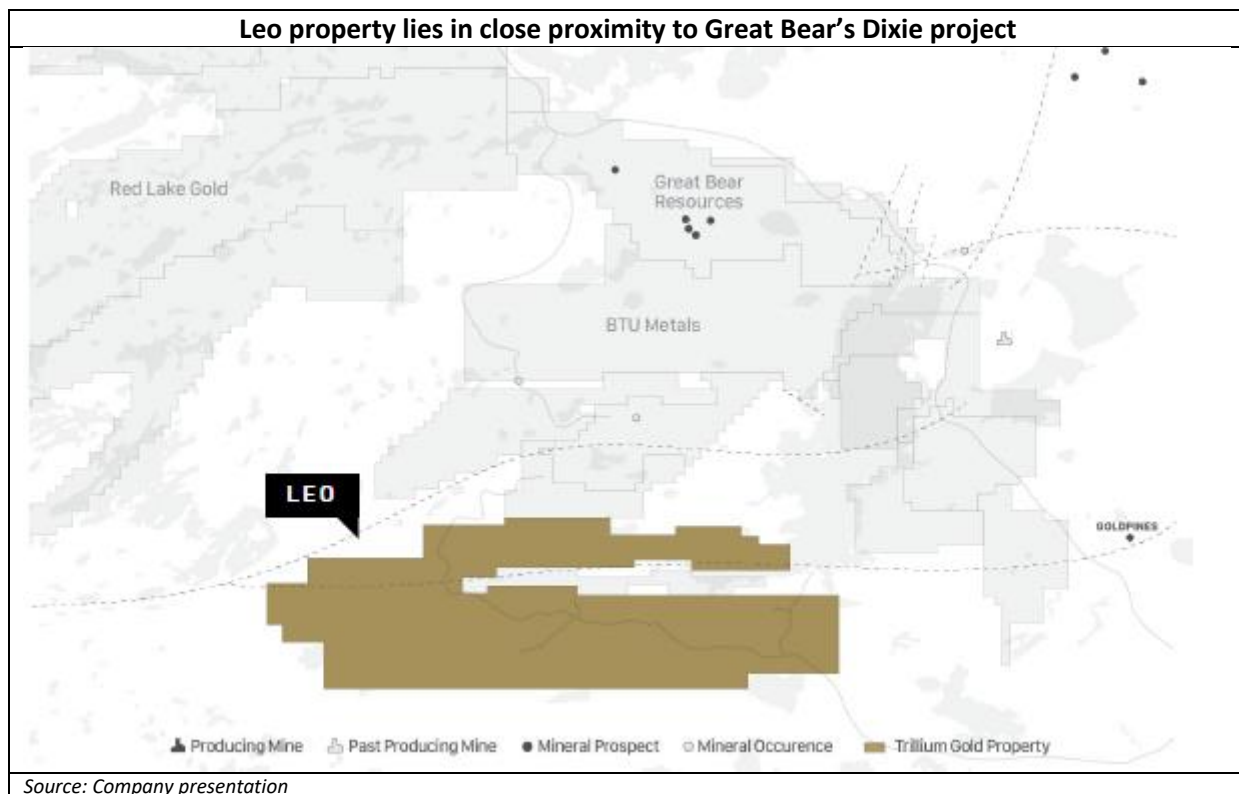 Leo property lies in close proximity to Great Bear's Dixie project
Red Lake Gold
Great Bear
Resources
BTU Metals
LEO
GOLDPINES
Producing Mine
Past Producing Mine
Mineral Prospect
Mineral Occurence
Trillium Gold Property
Source: Company presentation